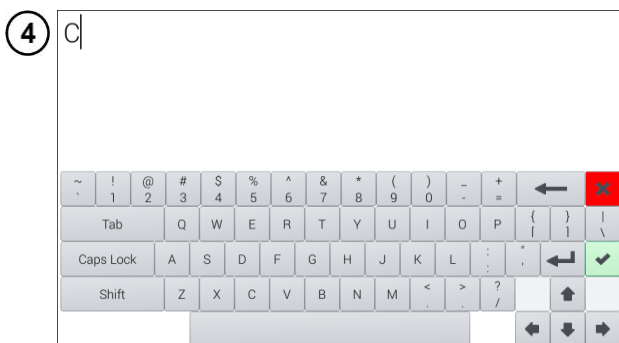 4
C
~ ! @ # $ % ^ & * ( ) _ +
` 1 2 3 4 5 6 7 8 9 0 - =
Tab Q W E R T Y U I O P { } |
[ ] \
Caps Lock A S D F G H J K L : "
; '
Shift Z X C V B N M < > ?
, . /